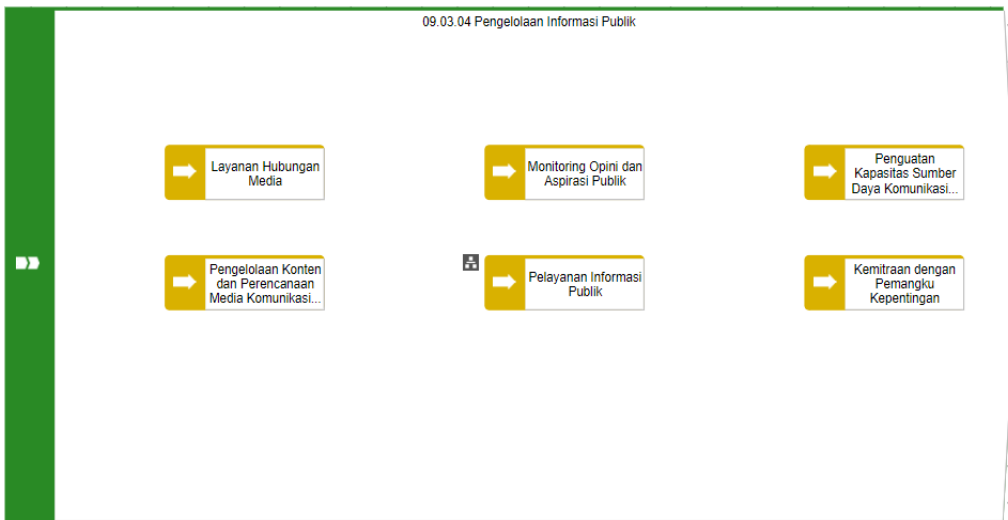 09.03.04 Pengelolaan Informasi Publik
Layanan Hubungan
Media
Monitoring Opini dan
Aspirasi Publik
Penguatan
Kapasitas Sumber
Daya Komunikasi...
Pengelolaan Konten
dan Perencanaan
Media Komunikasi...
Pelayanan Informasi
Publik
Kemitraan dengan
Pemangku
Kepentingan